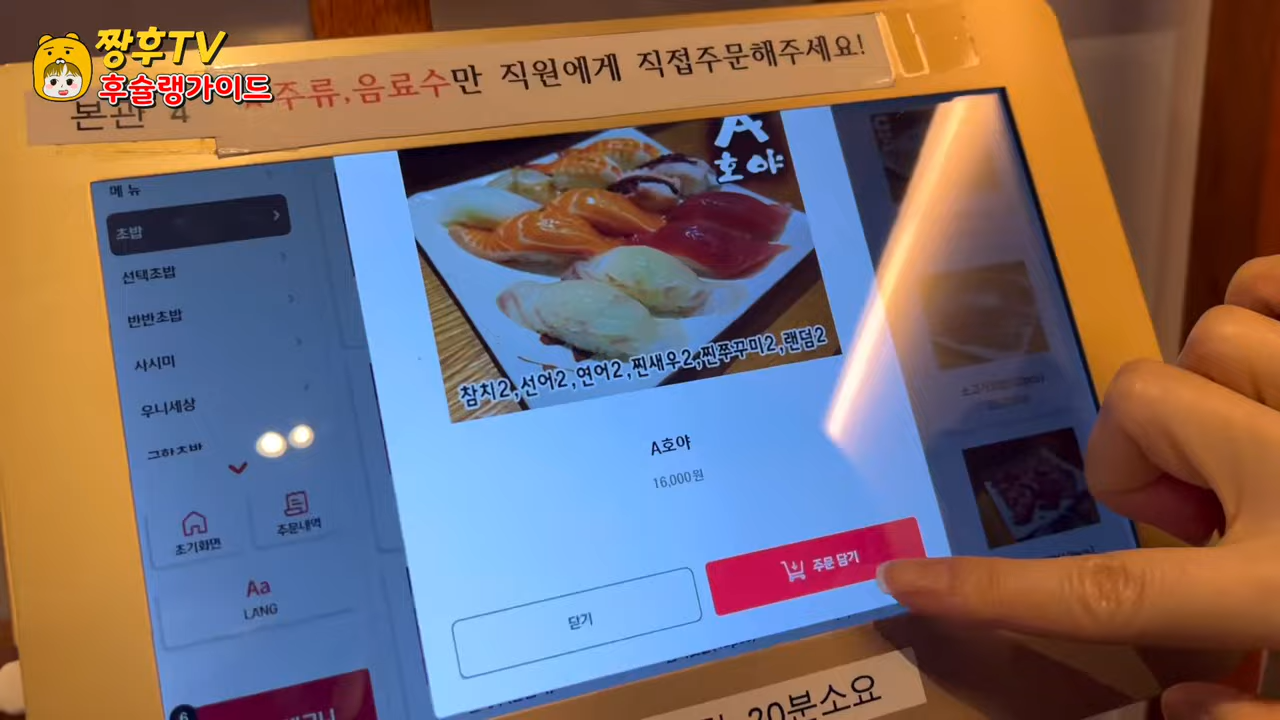 짱후TV
후슐랭가이드
주류,음료수만 직원에게 직접주문해주세요!
본관 4
메뉴
초밥
선택초밥
반반초밥
사시미
우니세상
초기화면
주문내역
Aa
LANG
A
호야
참치2,선어2,연어2,찐새우2,찐쭈꾸미2,랜덤2
A호야
16,000원
닫기
주문 담기
20분소요